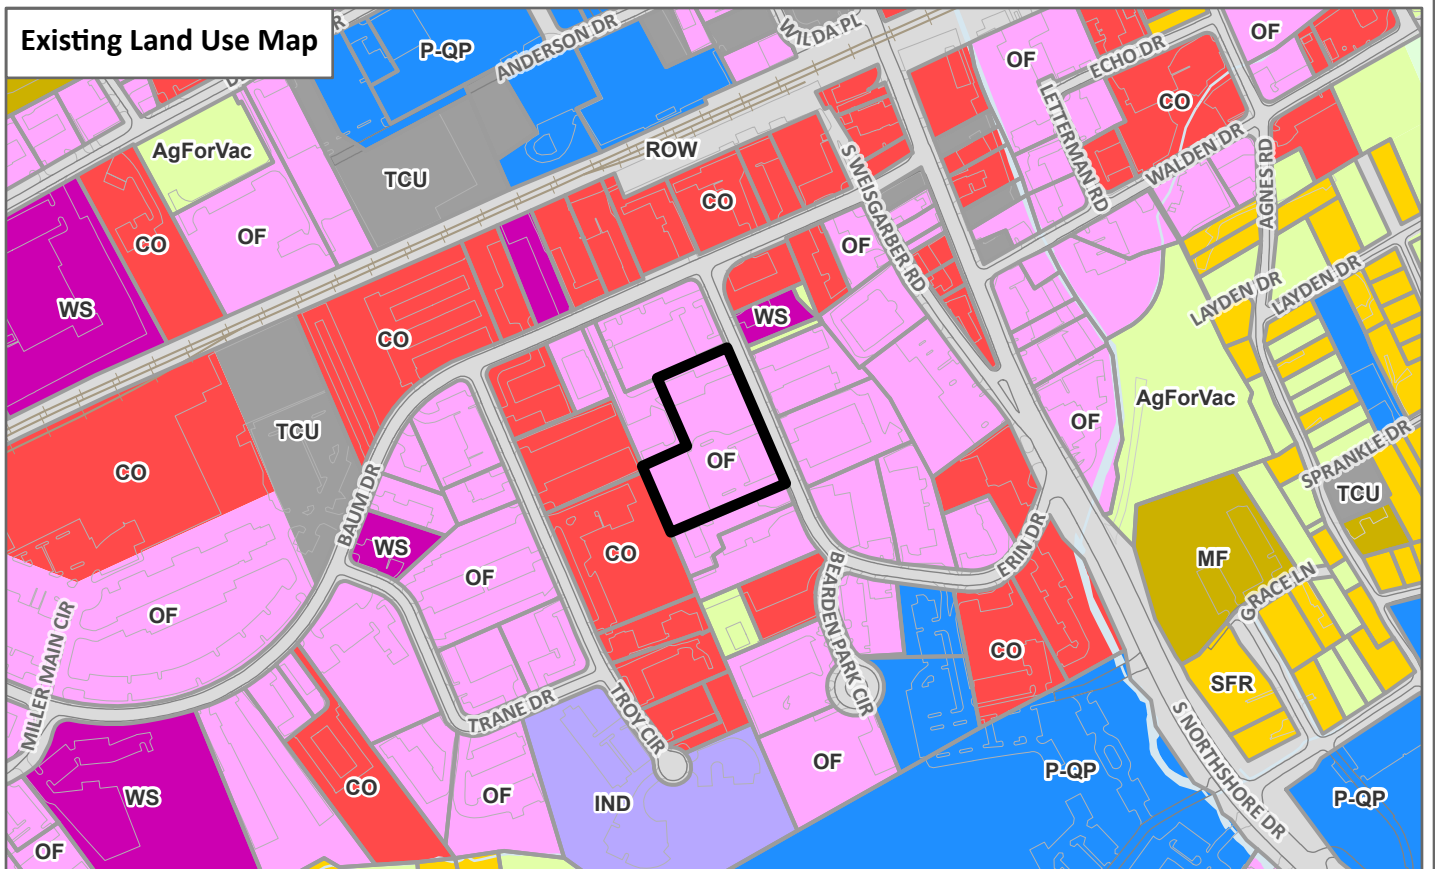 Existing Land Use Map
DR
P-QP
ANDERSON DR
WILDA PL
OF
OF
ECHO DR
CO
LETTERMAN RD
WALDEN DR
AGNES RD
AgForVac
TCU
ROW
S WEISGARBER RD
CO
OF
CO
OF
WS
CO
WS
LAYDEN DR
LAYDEN DR
AgForVac
OF
CO
TCU
BAUM DR
OF
SPRANKLE DR
TCU
WS
CO
OF
OF
MILLER MAIN CIR
BEARDEN PARK CIR
ERIN DR
MF
GRACE LN
CO
SFR
TRANE DR
TROY CIR
S NORTHSHORE DR
WS
CO
OF
IND
OF
P-QP
P-QP
OF